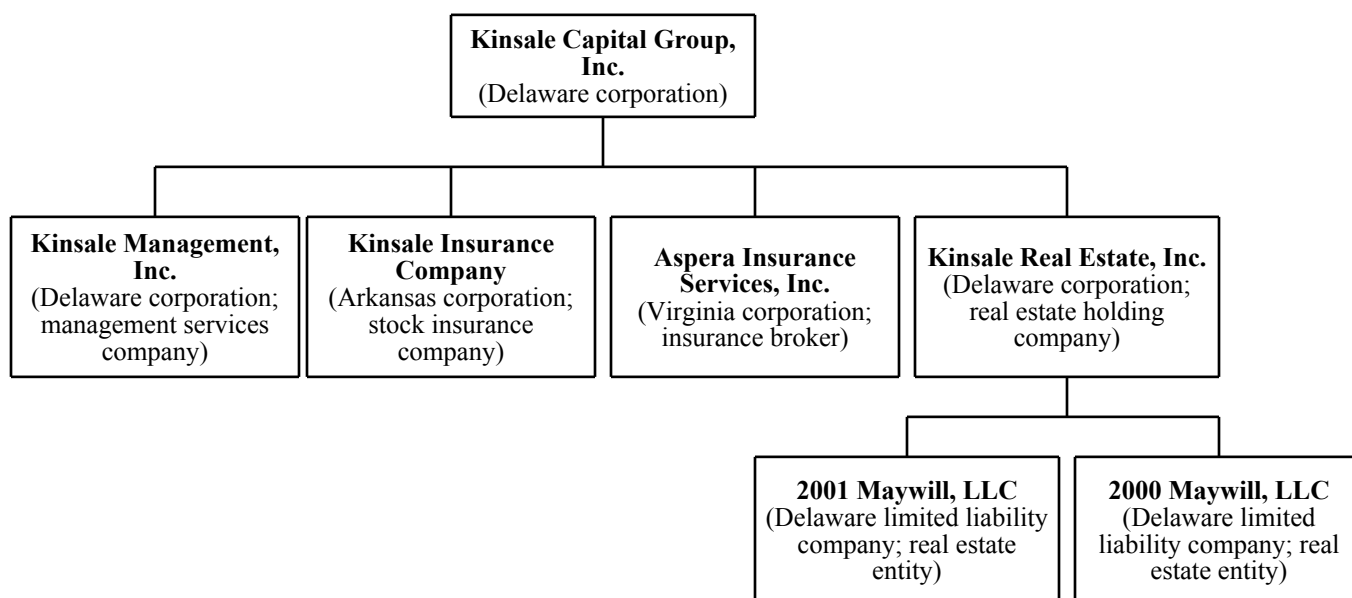 Kinsale Capital Group,
Inc.
(Delaware corporation)
Kinsale Management,
Inc.
(Delaware corporation;
management services
company)
Kinsale Insurance
Company
(Arkansas corporation;
stock insurance
company)
Aspera Insurance
Services, Inc.
(Virginia corporation;
insurance broker)
Kinsale Real Estate, Inc.
(Delaware corporation;
real estate holding
company)
2001 Maywill, LLC
(Delaware limited liability
company; real estate
entity)
2000 Maywill, LLC
(Delaware limited
liability company; real
estate entity)